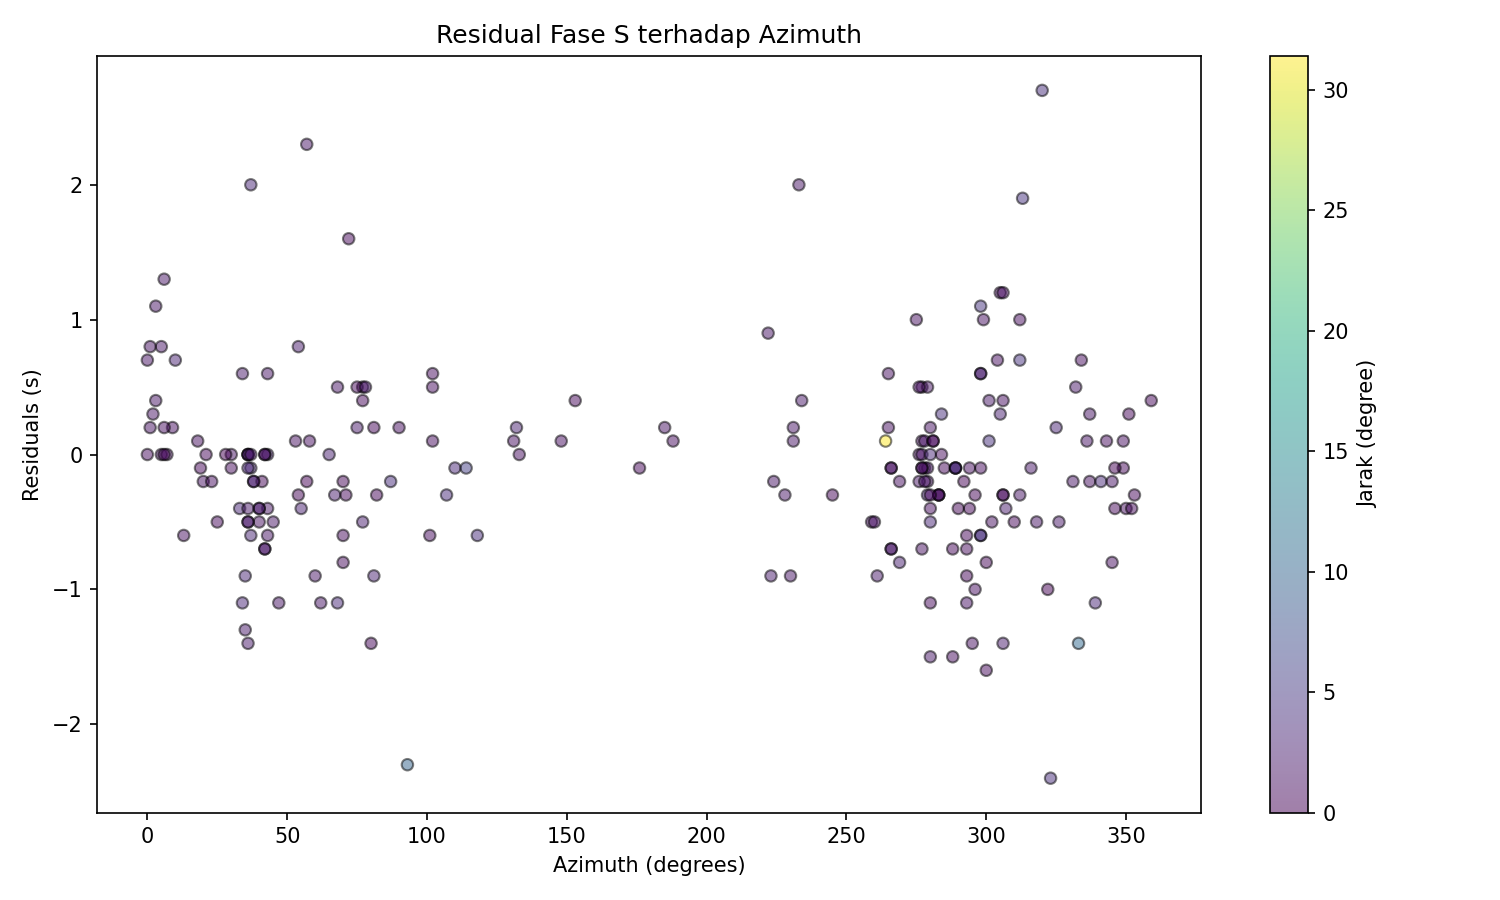 Residual Fase S terhadap Azimuth
Residuals (s)
2
1
0
−1
−2
0 50 100 150 200 250 300 350
Azimuth (degrees)
30
25
20
15
10
5
0
Jarak (degree)